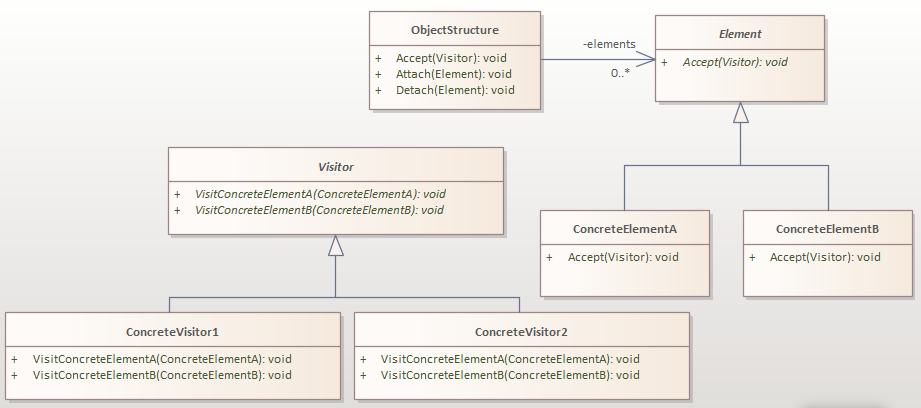 ObjectStructure
+ Accept(Visitor): void
+ Attach(Element): void
+ Detach(Element): void
-elements
0..*
Element
+ Accept(Visitor): void
Visitor
+ VisitConcreteElementA(ConcreteElementA): void
+ VisitConcreteElementB(ConcreteElementB): void
ConcreteElementA
+ Accept(Visitor): void
ConcreteElementB
+ Accept(Visitor): void
ConcreteVisitor1
+ VisitConcreteElementA(ConcreteElementA): void
+ VisitConcreteElementB(ConcreteElementB): void
ConcreteVisitor2
+ VisitConcreteElementA(ConcreteElementA): void
+ VisitConcreteElementB(ConcreteElementB): void